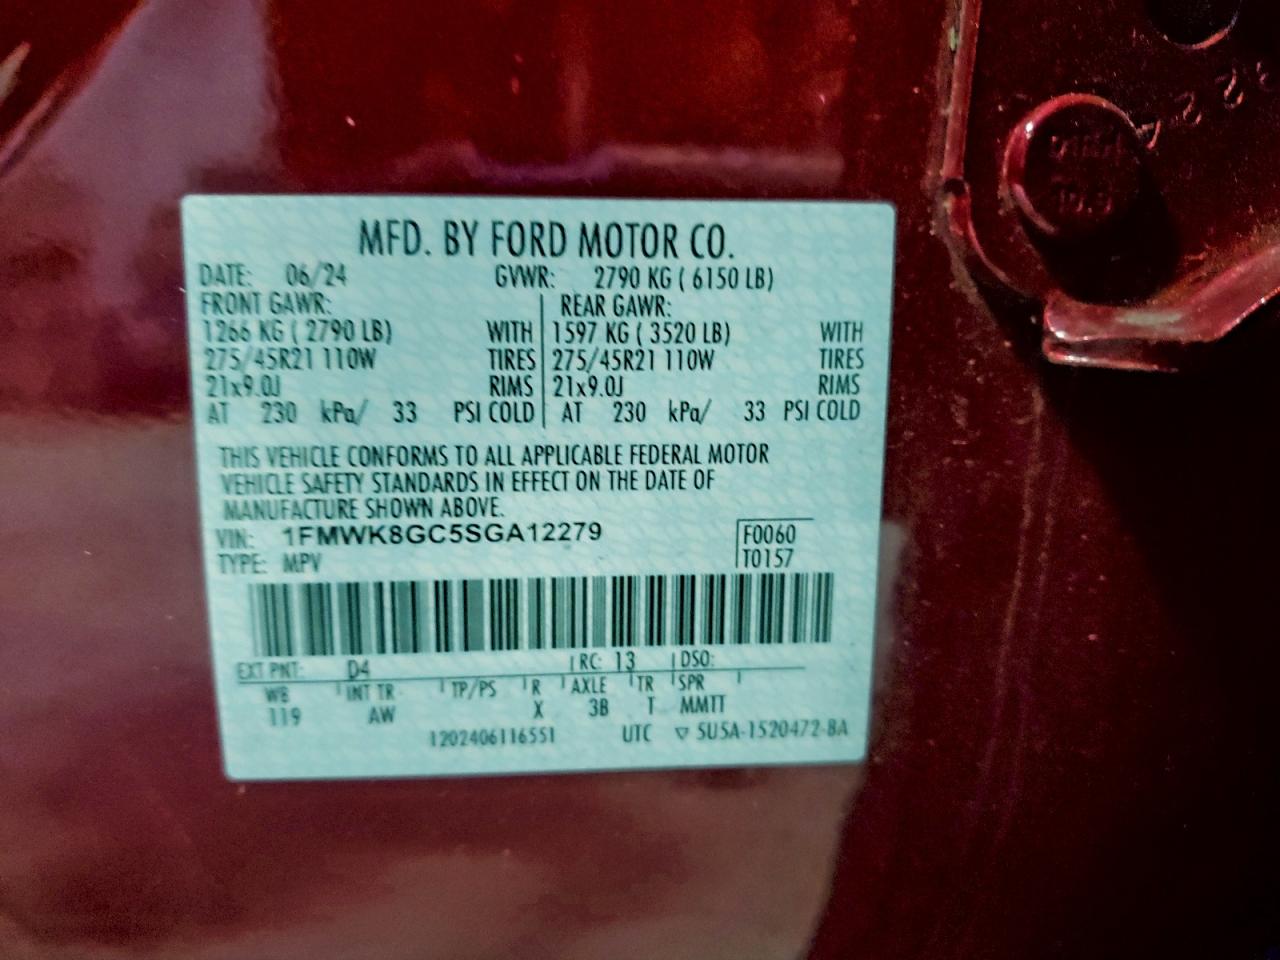 MFD. BY FORD MOTOR CO.
DATE: 06/24 GVWR: 2790 KG ( 6150 LB)
FRONT GAWR: REAR GAWR:
1266 KG ( 2790 LB) WITH 1597 KG ( 3520 LB) WITH
275/45R21 110W TIRES 275/45R21 110W TIRES
21x9.0J RIMS 21x9.0J RIMS
AT 230 kPa/ 33 PSI COLD AT 230 kPa/ 33 PSI COLD
THIS VEHICLE CONFORMS TO ALL APPLICABLE FEDERAL MOTOR
VEHICLE SAFETY STANDARDS IN EFFECT ON THE DATE OF
MANUFACTURE SHOWN ABOVE.
VIN: 1FMWK8GC5SGA12279 F0060
TYPE: MPV T0157
EXT PNT: D4 RC: 13 DSO:
WB INT TR TP/PS R AXLE TR SPR
119 AW X 3B T MMTT
1202406116551 UTC ▽ 5U5A-1520472-BA
10.9